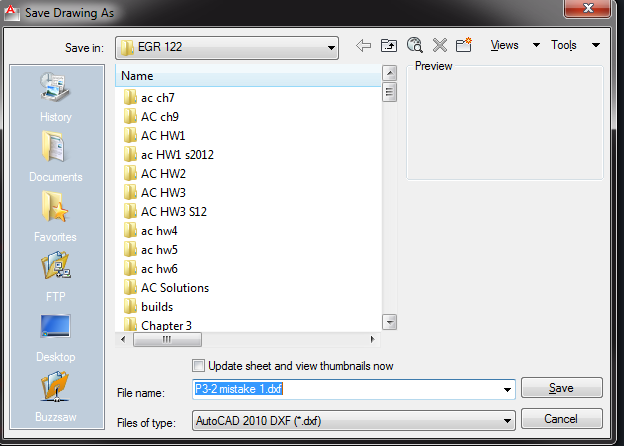 Save Drawing As
Save in: EGR 122 Views Tools
Name
Preview
ac ch7
AC ch9
AC HW1
ac HW1 s2012
AC HW2
AC HW3
AC HW3 S12
ac hw4
ac hw5
ac hw6
AC Solutions
builds
Chapter 3
History
Documents
Favorites
FTP
Desktop
Buzzsaw
Update sheet and view thumbnails now
File name: P3-2 mistake 1.dxf Save
Files of type: AutoCAD 2010 DXF (*.dxf) Cancel